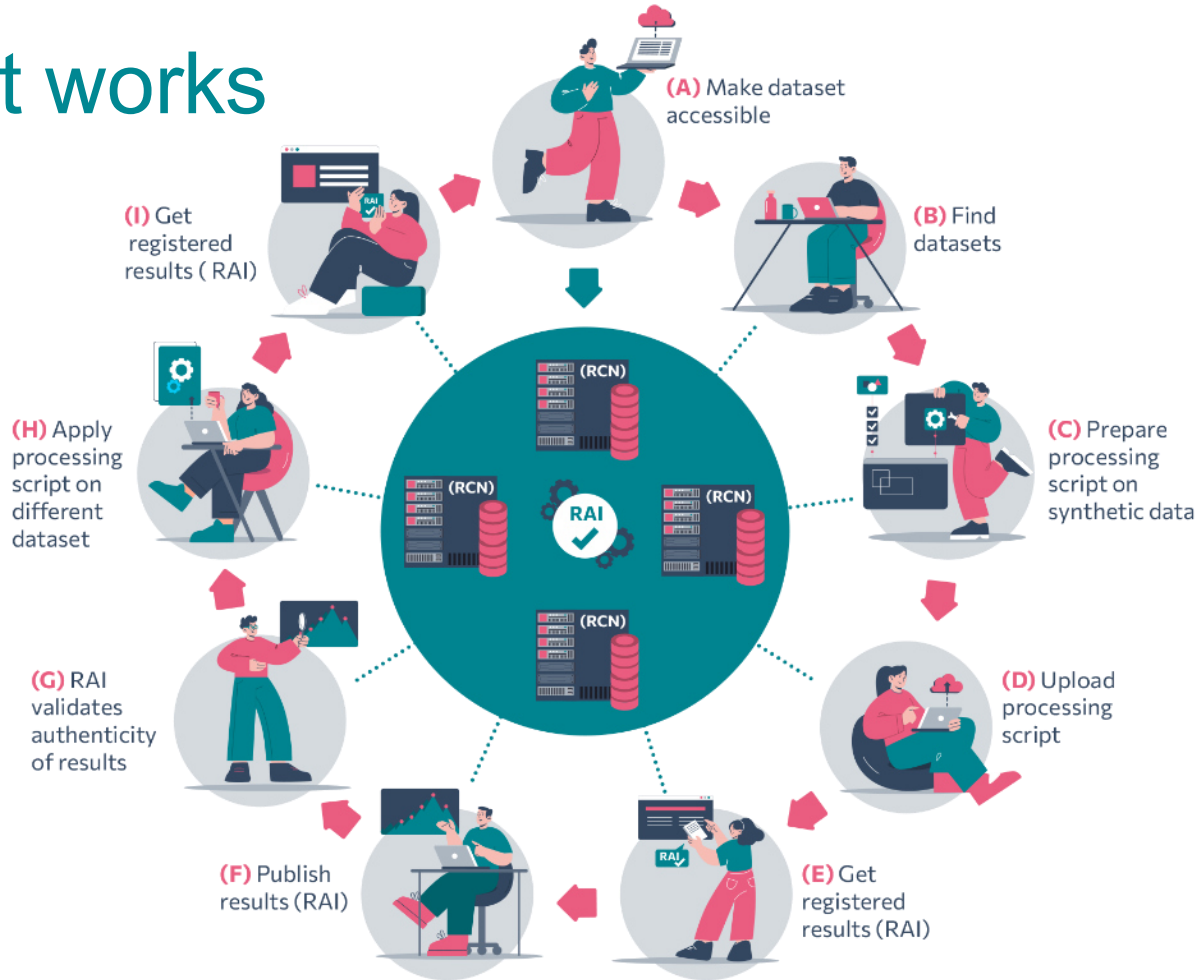 t works
(A) Make dataset
accessible
(B) Find
datasets
(C) Prepare
processing
script on
synthetic data
(D) Upload
processing
script
(E) Get
registered
results (RAI)
(F) Publish
results (RAI)
(G) RAI
validates
authenticity
of results
(H) Apply
processing
script on
different
dataset
(I) Get
registered
results ( RAI)
RAI
(RCN)
(RCN)
RAI
(RCN)
(RCN)
RAI